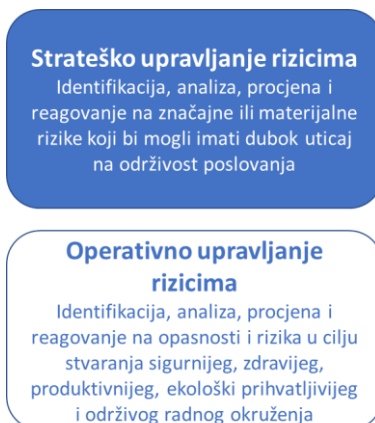 Strateško upravljanje rizicima
Identifikacija, analiza, procjena i
reagovanje na značajne ili materijalne
rizike koji bi mogli imati dubok uticaj
na održivost poslovanja
Operativno upravljanje
rizicima
Identifikacija, analiza, procjena i
reagovanje na opasnosti i rizika u cilju
stvaranja sigurnijeg, zdravijeg,
produktivnijeg, ekološki prihvatljivijeg
i održivog radnog okruženja